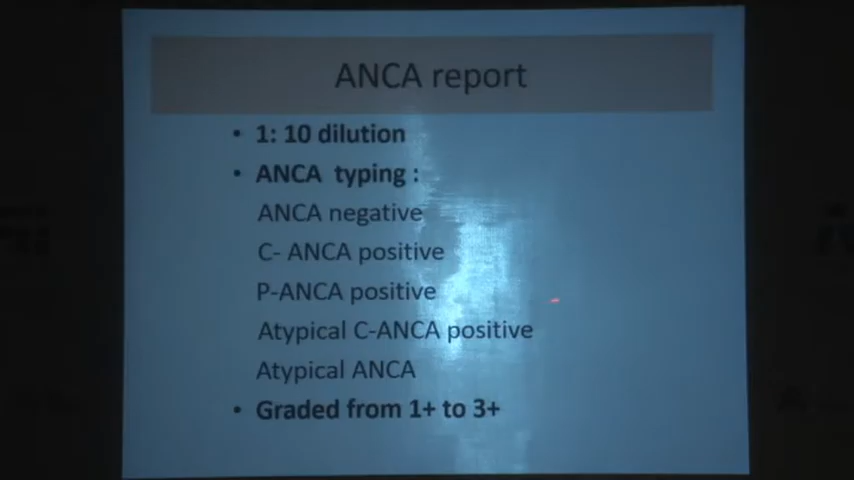 ANCA report
• 1: 10 dilution
• ANCA typing :
ANCA negative
C- ANCA positive
P-ANCA positive
Atypical C-ANCA positive
Atypical ANCA
• Graded from 1+ to 3+